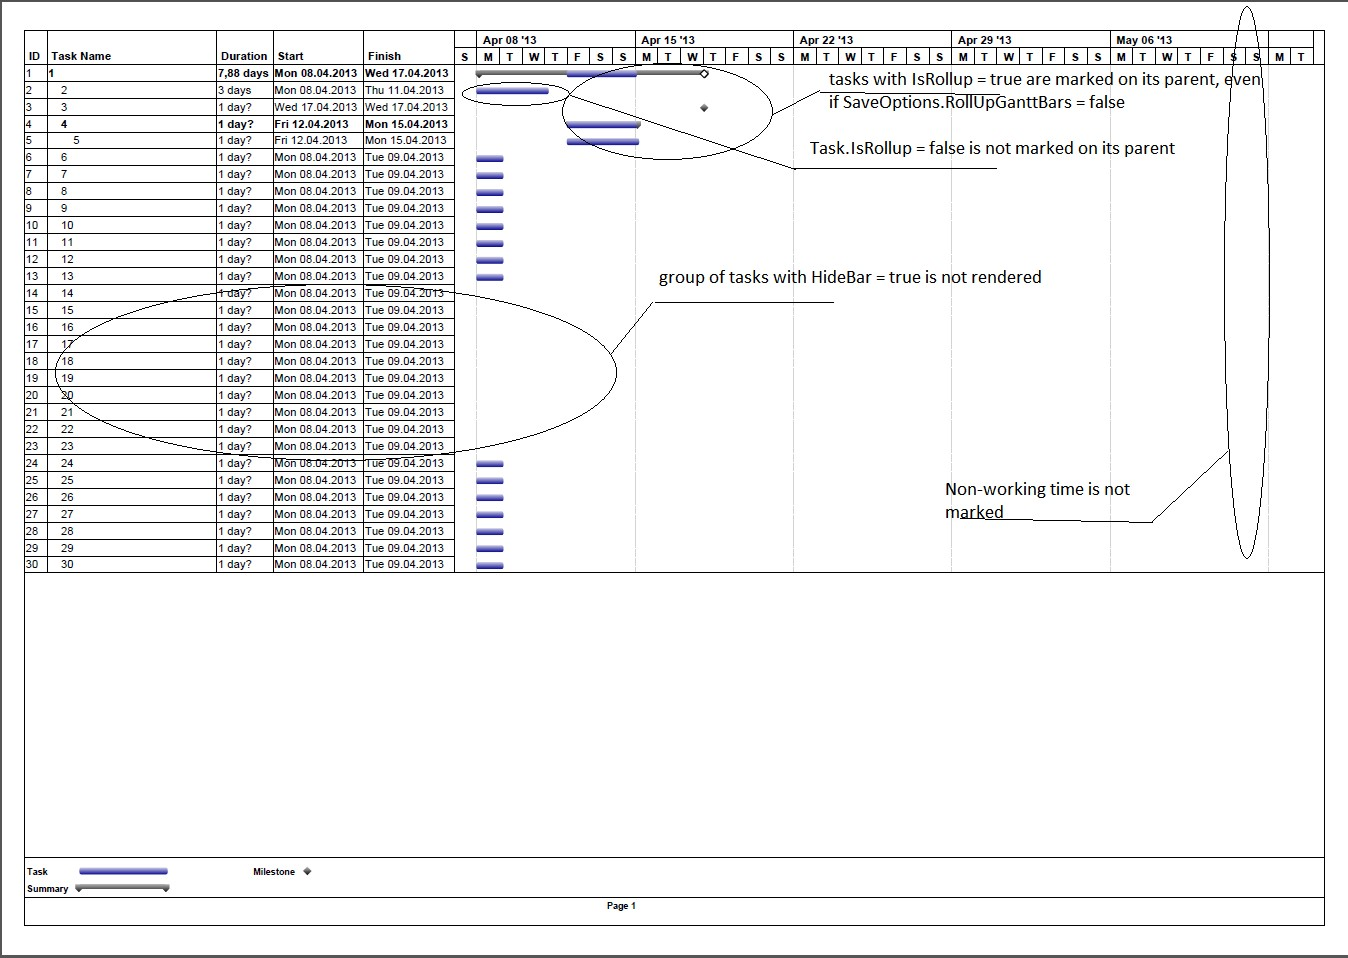 Apr 08 '13 Apr 15 '13 Apr 22 '13 Apr 29 '13 May 06 '13
ID Task Name Duration Start Finish S M T W T F S S M T W T F S S M T W T F S S M T W T F S S M T W T F S S M T
1 1 7,88 days Mon 08.04.2013 Wed 17.04.2013
tasks with IsRollup = true are marked on its parent, even
2 2 3 days Mon 08.04.2013 Thu 11.04.2013
if SaveOptions.RollUpGanttBars = false
3 3 1 day? Wed 17.04.2013 Wed 17.04.2013
4 4 1 day? Fri 12.04.2013 Mon 15.04.2013
5 5 1 day? Fri 12.04.2013 Mon 15.04.2013
Task.IsRollup = false is not marked on its parent
6 6 1 day? Mon 08.04.2013 Tue 09.04.2013
7 7 1 day? Mon 08.04.2013 Tue 09.04.2013
8 8 1 day? Mon 08.04.2013 Tue 09.04.2013
9 9 1 day? Mon 08.04.2013 Tue 09.04.2013
10 10 1 day? Mon 08.04.2013 Tue 09.04.2013
11 11 1 day? Mon 08.04.2013 Tue 09.04.2013
12 12 1 day? Mon 08.04.2013 Tue 09.04.2013
13 13 1 day? Mon 08.04.2013 Tue 09.04.2013
group of tasks with HideBar = true is not rendered
14 14 1 day? Mon 08.04.2013 Tue 09.04.2013
15 15 1 day? Mon 08.04.2013 Tue 09.04.2013
16 16 1 day? Mon 08.04.2013 Tue 09.04.2013
17 17 1 day? Mon 08.04.2013 Tue 09.04.2013
18 18 1 day? Mon 08.04.2013 Tue 09.04.2013
19 19 1 day? Mon 08.04.2013 Tue 09.04.2013
20 20 1 day? Mon 08.04.2013 Tue 09.04.2013
21 21 1 day? Mon 08.04.2013 Tue 09.04.2013
22 22 1 day? Mon 08.04.2013 Tue 09.04.2013
23 23 1 day? Mon 08.04.2013 Tue 09.04.2013
24 24 1 day? Mon 08.04.2013 Tue 09.04.2013
25 25 1 day? Mon 08.04.2013 Tue 09.04.2013
Non-working time is not
marked
26 26 1 day? Mon 08.04.2013 Tue 09.04.2013
27 27 1 day? Mon 08.04.2013 Tue 09.04.2013
28 28 1 day? Mon 08.04.2013 Tue 09.04.2013
29 29 1 day? Mon 08.04.2013 Tue 09.04.2013
30 30 1 day? Mon 08.04.2013 Tue 09.04.2013
Task Milestone
Summary
Page 1